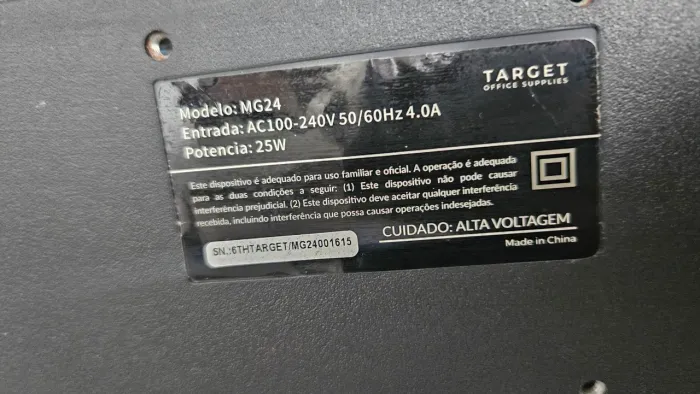 TARGET
OFFICE SUPPLIES
Modelo: MG24
Entrada: AC100-240V 50/60Hz 4.0A
Potencia: 25W
Este dispositivo é adequado para uso familiar e oficial. A operação é adequada
para as duas condições a seguir: (1) Este dispositivo não pode causar
interferência prejudicial. (2) Este dispositivo deve aceitar qualquer interferência
recebida, incluindo interferência que possa causar operações indesejadas.
SN.:6THTARGET/MG24001615
CUIDADO: ALTA VOLTAGEM
Made in China